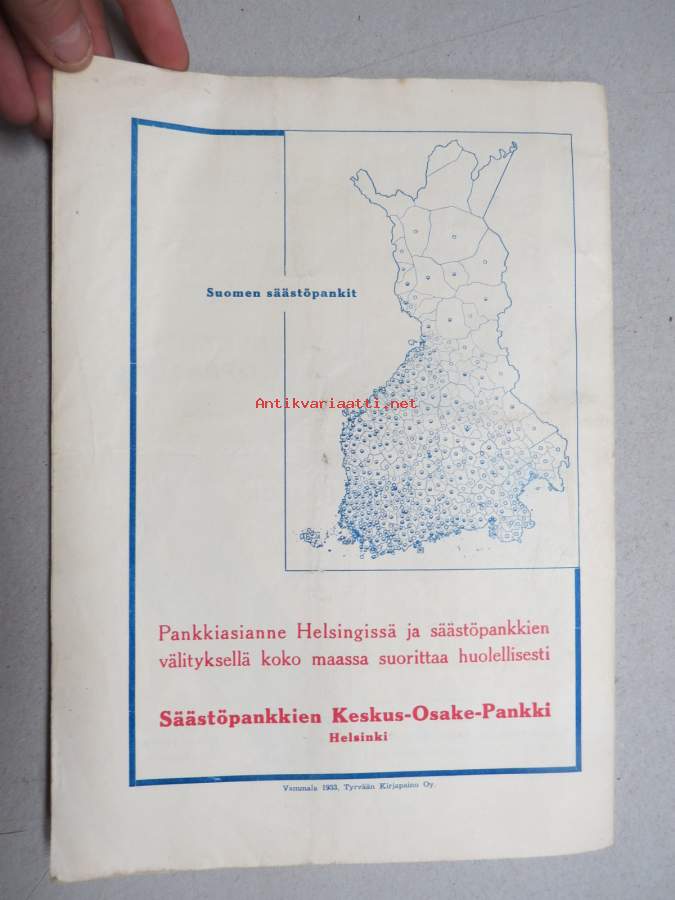 Suomen säästöpankit
Antikvariaatti.net
Pankkiasianne Helsingissä ja säästöpankkien
välityksellä koko maassa suorittaa huolellisesti
Säästöpankkien Keskus-Osake-Pankki
Helsinki
Vammala 1933, Tyrvään Kirjapaino Oy.